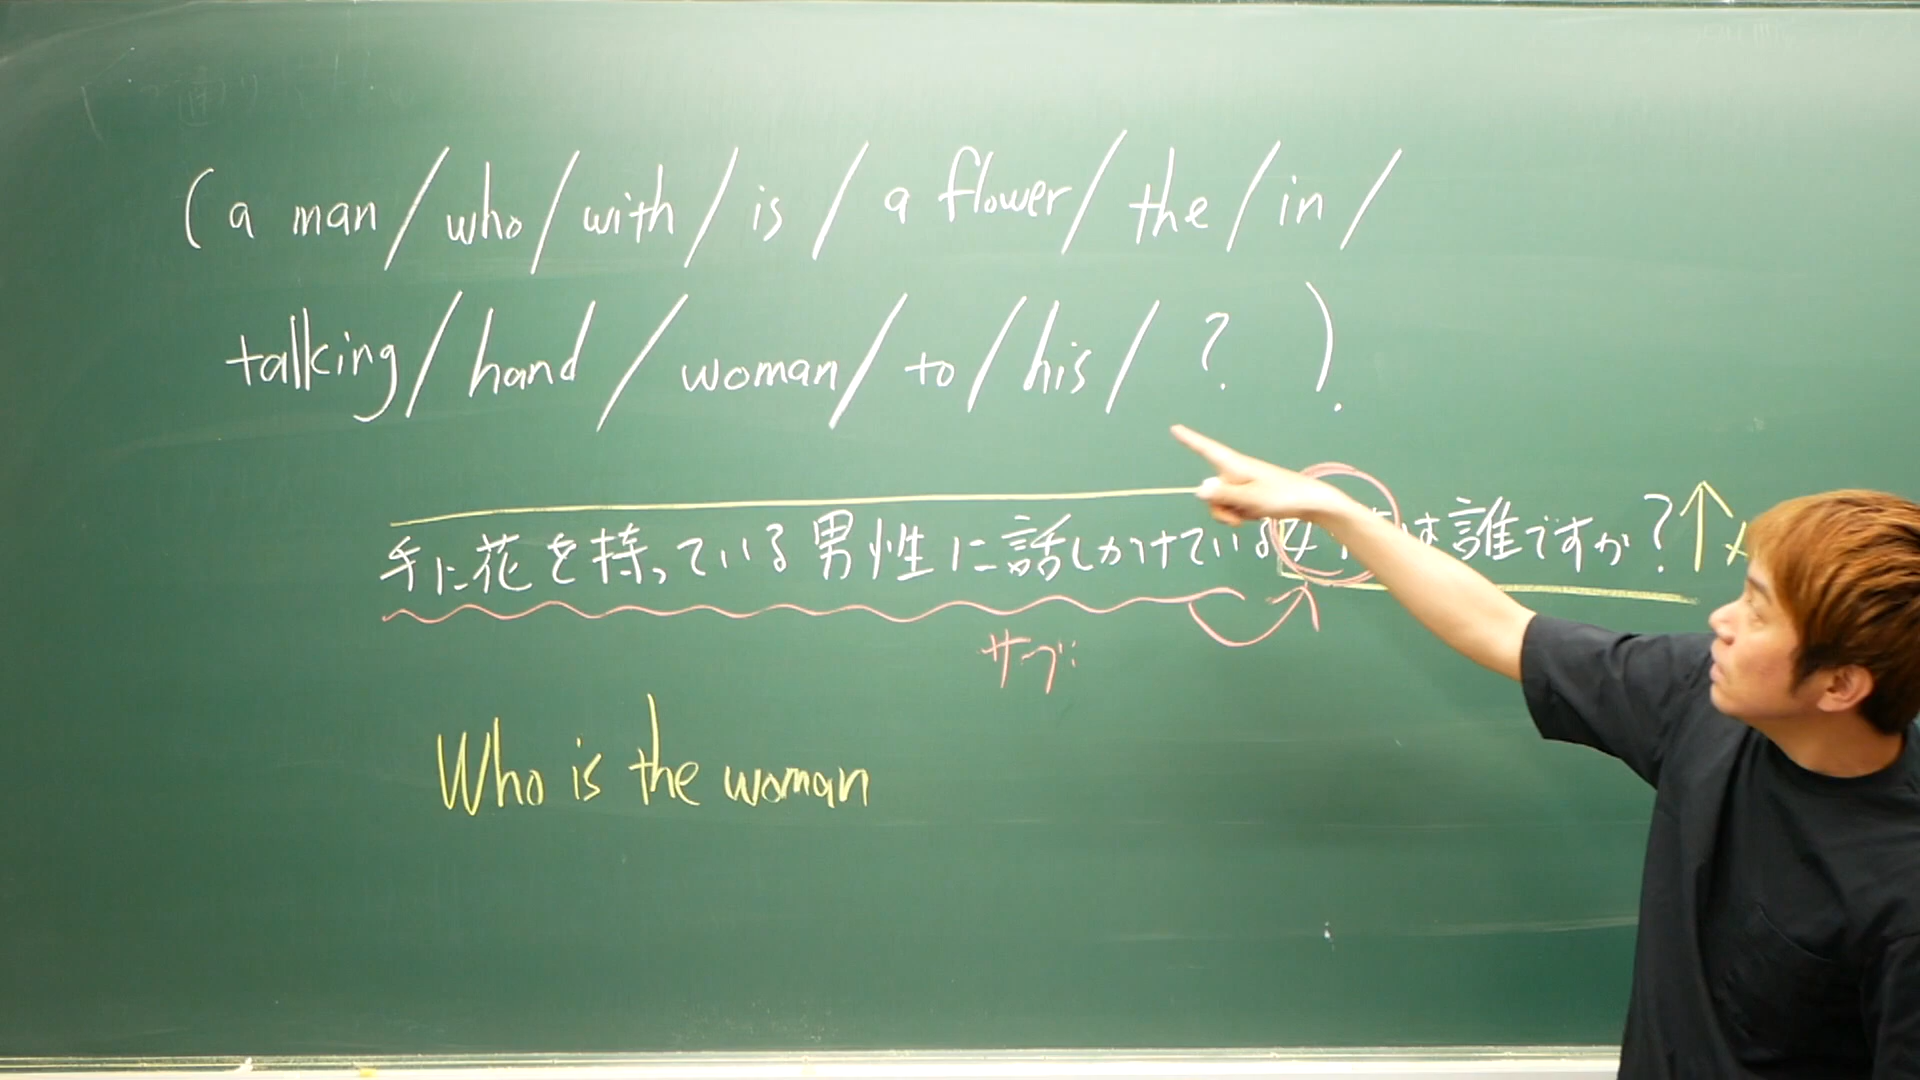 (a man / who / with / is / a flower / the / in /
talking / hand / woman / to / his / ? ).
手に花を持っている男性に話しかけている女は誰ですか?
サブ
Who is the woman